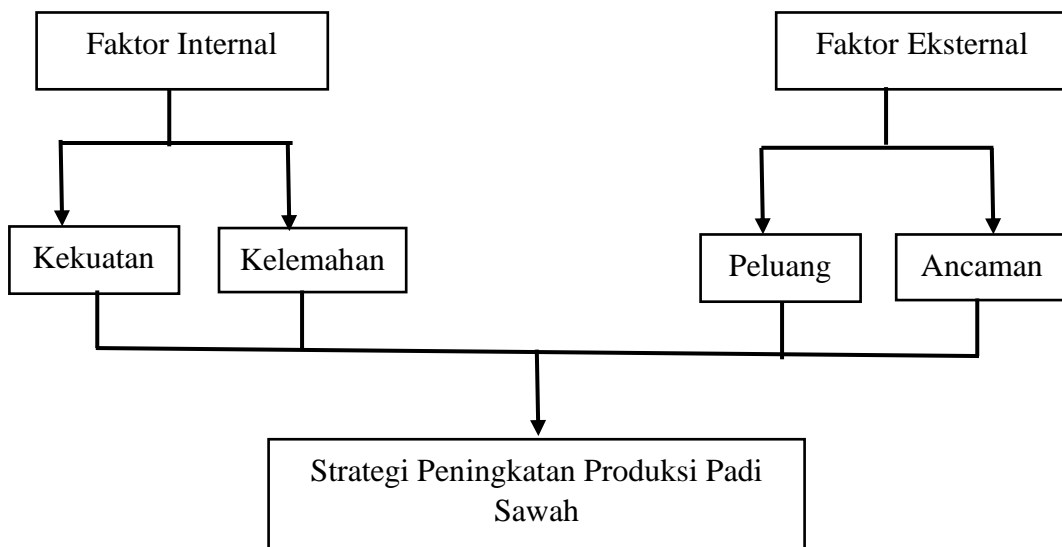 Faktor Internal
Faktor Eksternal
Kekuatan
Kelemahan
Peluang
Ancaman
Strategi Peningkatan Produksi Padi
Sawah